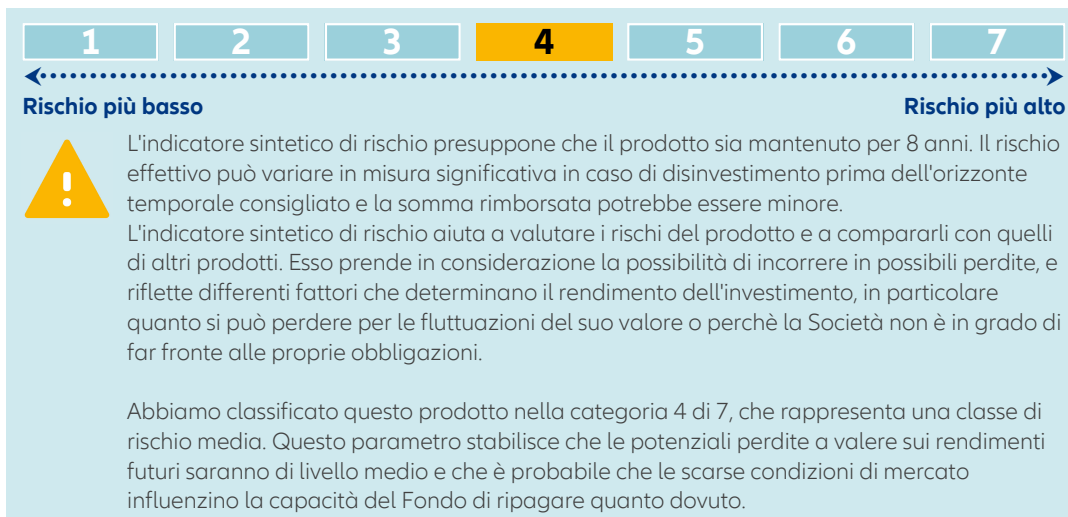 1 2 3 4 5 6 7
Rischio più basso Rischio più alto
L'indicatore sintetico di rischio presuppone che il prodotto sia mantenuto per 8 anni. Il rischio
effettivo può variare in misura significativa in caso di disinvestimento prima dell'orizzonte
temporale consigliato e la somma rimborsata potrebbe essere minore.
L'indicatore sintetico di rischio aiuta a valutare i rischi del prodotto e a compararli con quelli
di altri prodotti. Esso prende in considerazione la possibilità di incorrere in possibili perdite, e
riflette differenti fattori che determinano il rendimento dell'investimento, in particolare
quanto si può perdere per le fluttuazioni del suo valore o perchè la Società non è in grado di
far fronte alle proprie obbligazioni.
Abbiamo classificato questo prodotto nella categoria 4 di 7, che rappresenta una classe di
rischio media. Questo parametro stabilisce che le potenziali perdite a valere sui rendimenti
futuri saranno di livello medio e che è probabile che le scarse condizioni di mercato
influenzino la capacità del Fondo di ripagare quanto dovuto.